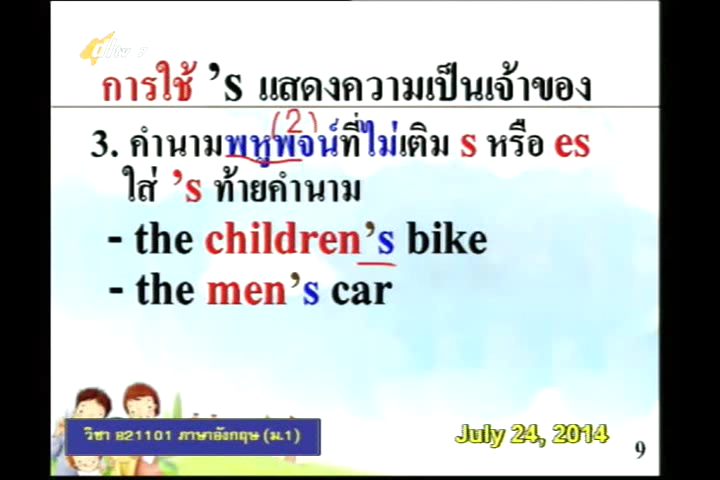 การใช้ ’s แสดงความเป็นเจ้าของ
(2)
3. คำนามพหูพจน์ที่ไม่เติม s หรือ es
ใส่ ’s ท้ายคำนาม
- the children’s bike
- the men’s car
วิชา อ21101 ภาษาอังกฤษ (ม.1)
July 24, 2014
9